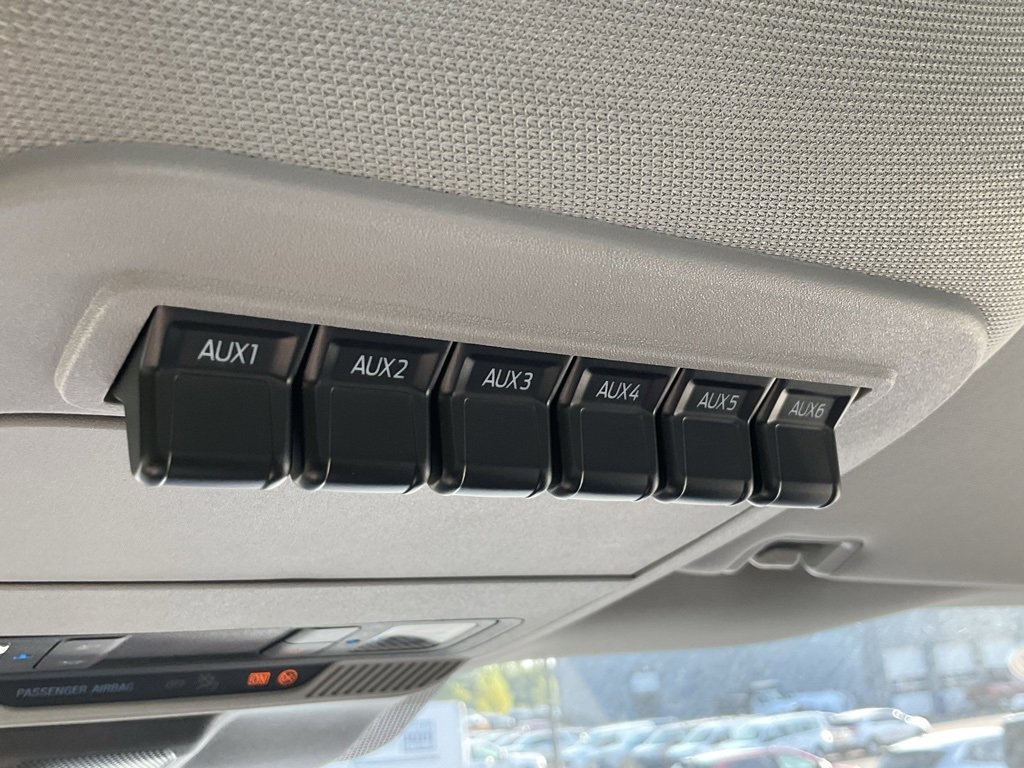 AUX1 AUX2 AUX3 AUX4 AUX5 AUX6
PASSENGER AIRBAG ON